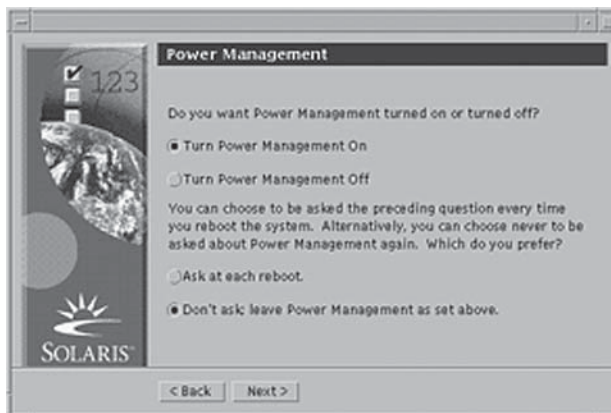 Power Management
123
Do you want Power Management turned on or turned off?
Turn Power Management On
Turn Power Management Off
You can choose to be asked the preceding question every time
you reboot the system. Alternatively, you can choose never to be
asked about Power Management again. Which do you prefer?
Ask at each reboot.
Don't ask; leave Power Management as set above.
SOLARIS™
< Back
Next >